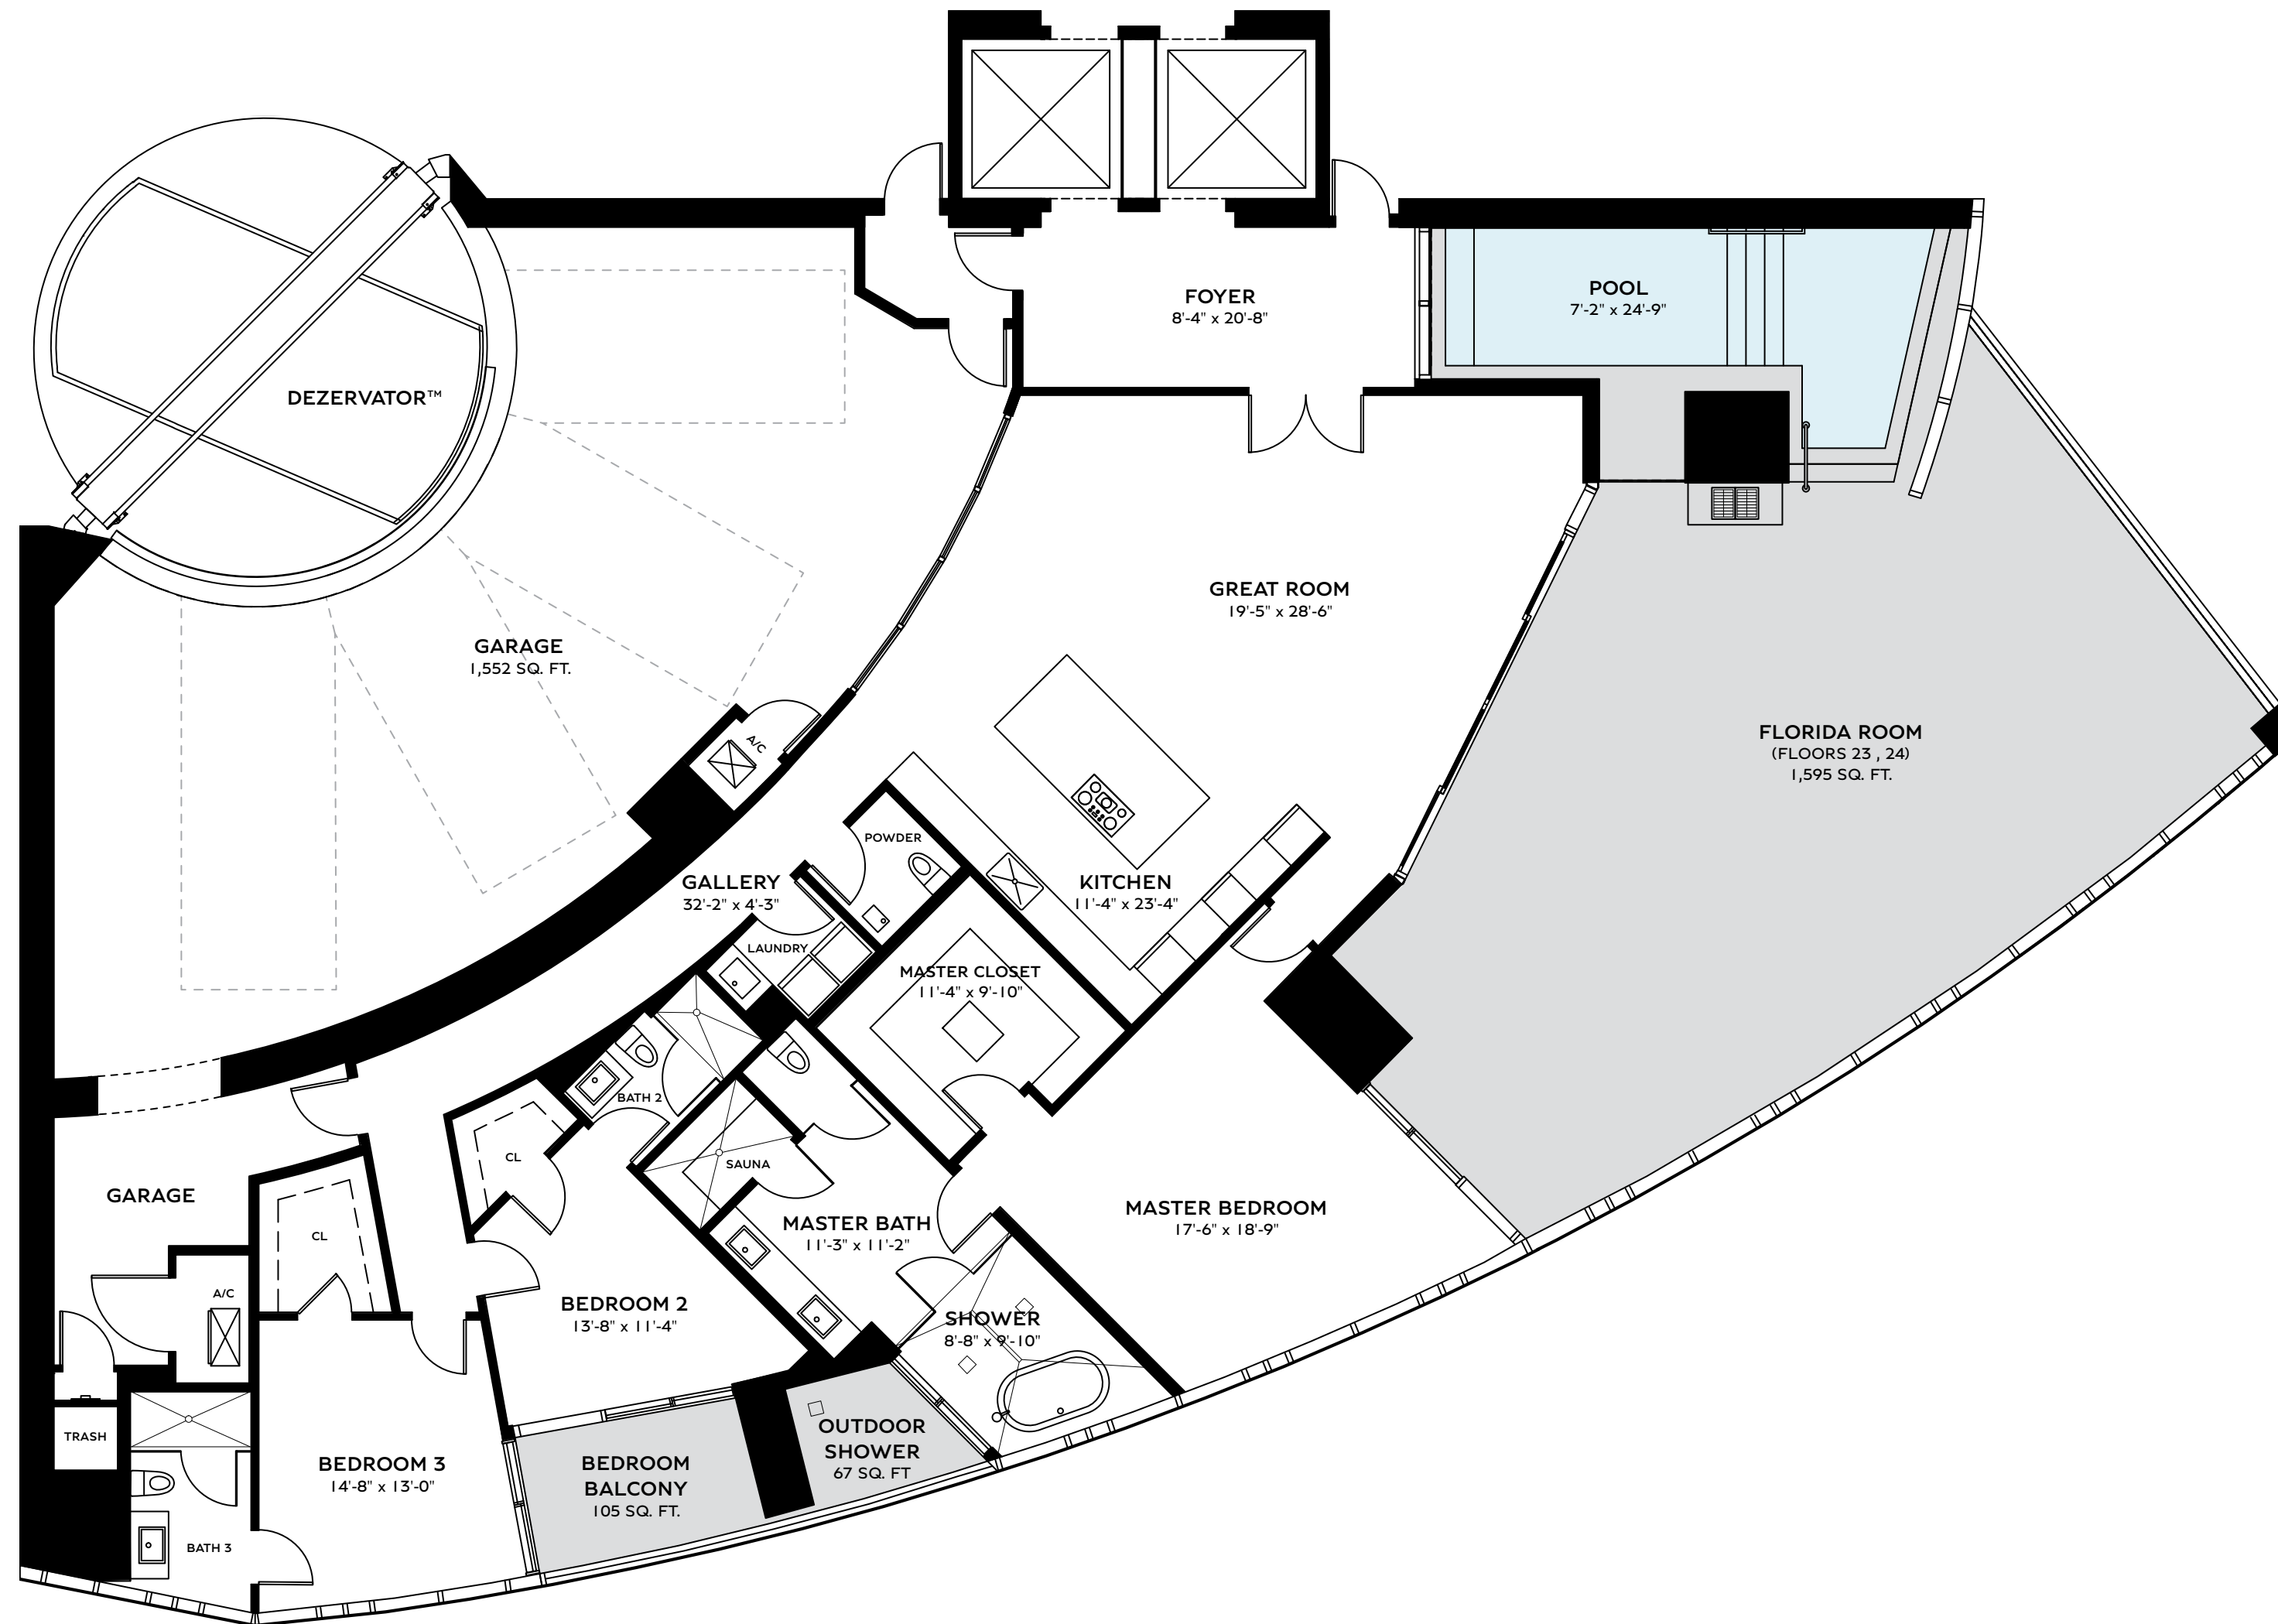 FOYER
8'-4" x 20'-8"
POOL
7'-2" x 24'-9"
DEZERVATOR™
GREAT ROOM
19'-5" x 28'-6"
GARAGE
1,552 SQ. FT.
A/C
FLORIDA ROOM
(FLOORS 23 , 24)
1,595 SQ. FT.
POWDER
GALLERY
32'-2" x 4'-3"
KITCHEN
11'-4" x 23'-4"
LAUNDRY
MASTER CLOSET
11'-4" x 9'-10"
BATH 2
CL
SAUNA
GARAGE
MASTER BATH
11'-3" x 11'-2"
MASTER BEDROOM
17'-6" x 18'-9"
CL
A/C
BEDROOM 2
13'-8" x 11'-4"
SHOWER
8'-8" x 9'-10"
TRASH
OUTDOOR
SHOWER
67 SQ. FT
BEDROOM 3
14'-8" x 13'-0"
BEDROOM
BALCONY
105 SQ. FT.
BATH 3